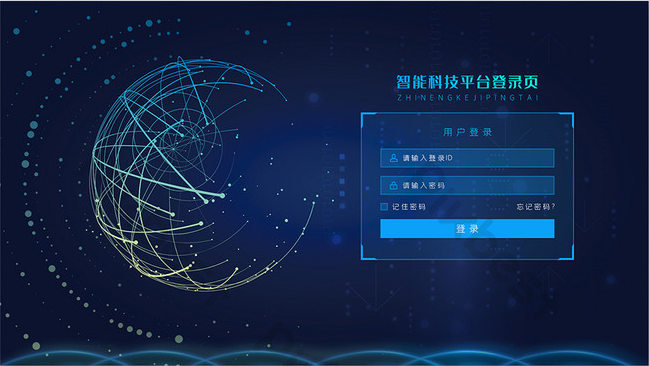 智能科技平台登录页
ZHINENGKEJIPINGTAI
用户登录
请输入登录ID
请输入密码
记住密码 忘记密码?
登录